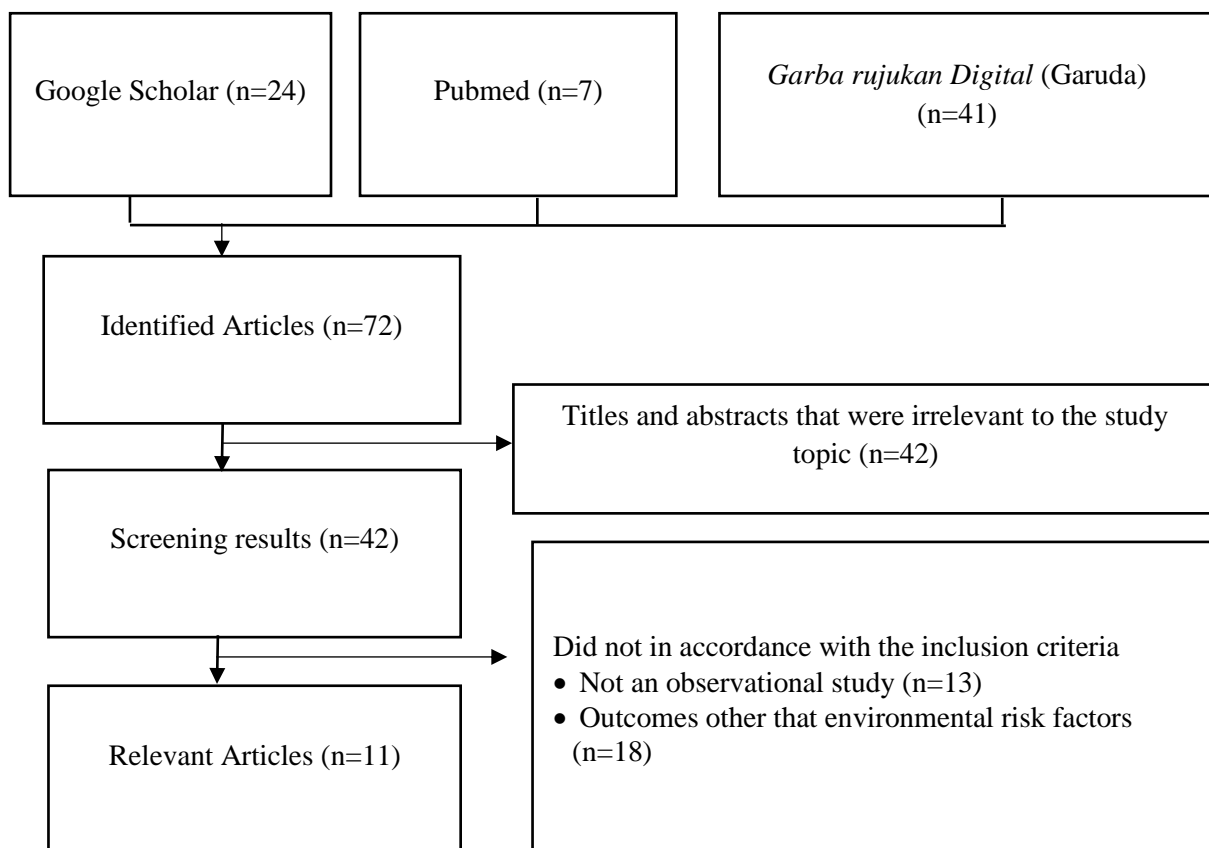 Google Scholar (n=24)
Pubmed (n=7)
Garba rujukan Digital (Garuda)
(n=41)
Identified Articles (n=72)
Titles and abstracts that were irrelevant to the study
topic (n=42)
Screening results (n=42)
Did not in accordance with the inclusion criteria
• Not an observational study (n=13)
• Outcomes other that environmental risk factors
(n=18)
Relevant Articles (n=11)